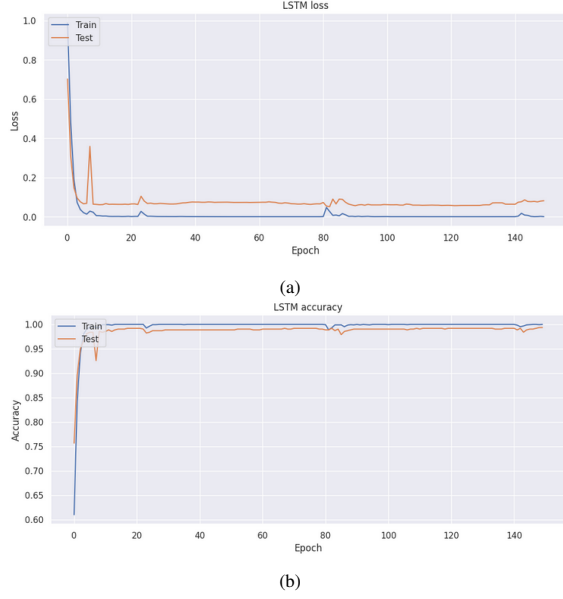 LSTM loss
1.0
0.8
0.6
0.4
0.2
0.0
Loss
Train
Test
0 20 40 60 80 100 120 140
Epoch
(a)
LSTM accuracy
1.00
0.95
0.90
0.85
0.80
0.75
0.70
0.65
0.60
Accuracy
Train
Test
0 20 40 60 80 100 120 140
Epoch
(b)